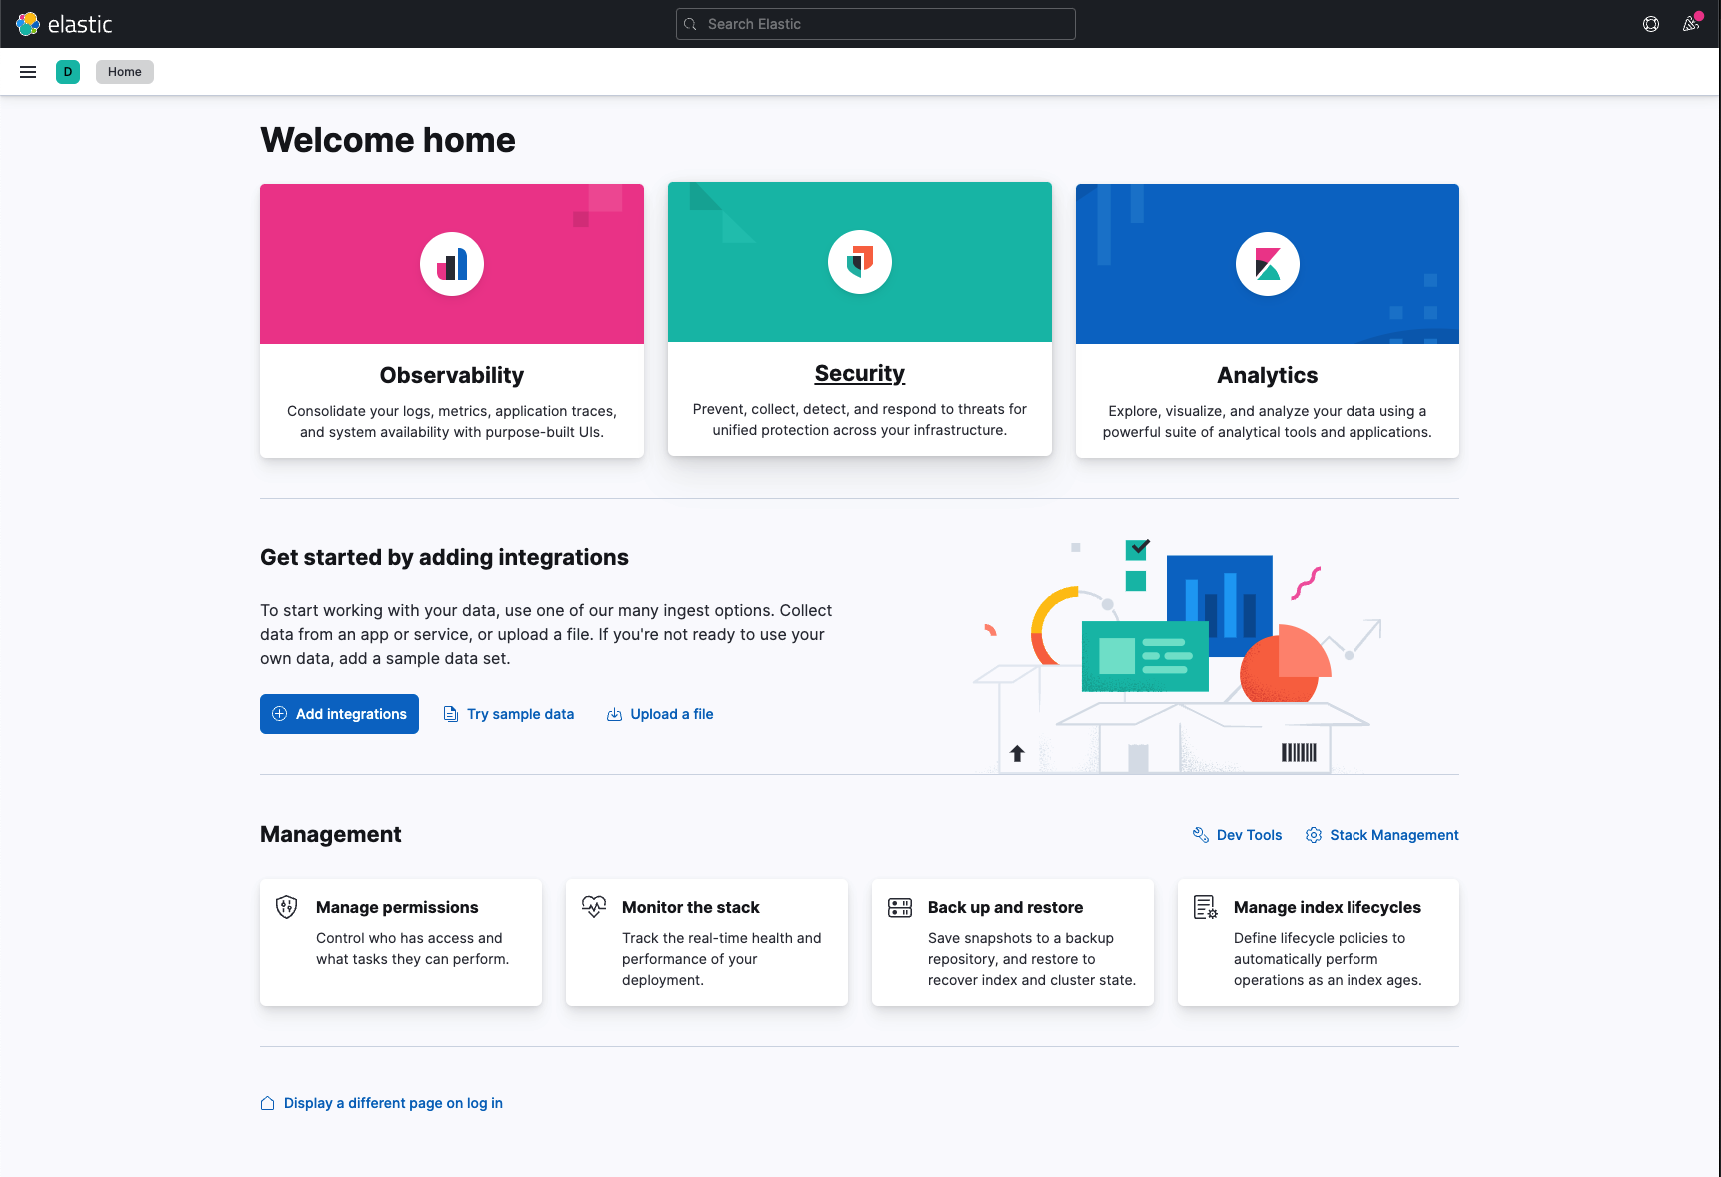 elastic
Search Elastic
D
Home
Welcome home
Observability
Consolidate your logs, metrics, application traces,
and system availability with purpose-built UIs.
Security
Prevent, collect, detect, and respond to threats for
unified protection across your infrastructure.
Analytics
Explore, visualize, and analyze your data using a
powerful suite of analytical tools and applications.
Get started by adding integrations
To start working with your data, use one of our many ingest options. Collect
data from an app or service, or upload a file. If you're not ready to use your
own data, add a sample data set.
Add integrations
Try sample data
Upload a file
Management
Dev Tools
Stack Management
Manage permissions
Control who has access and
what tasks they can perform.
Monitor the stack
Track the real-time health and
performance of your
deployment.
Back up and restore
Save snapshots to a backup
repository, and restore to
recover index and cluster state.
Manage index lifecycles
Define lifecycle policies to
automatically perform
operations as an index ages.
Display a different page on log in